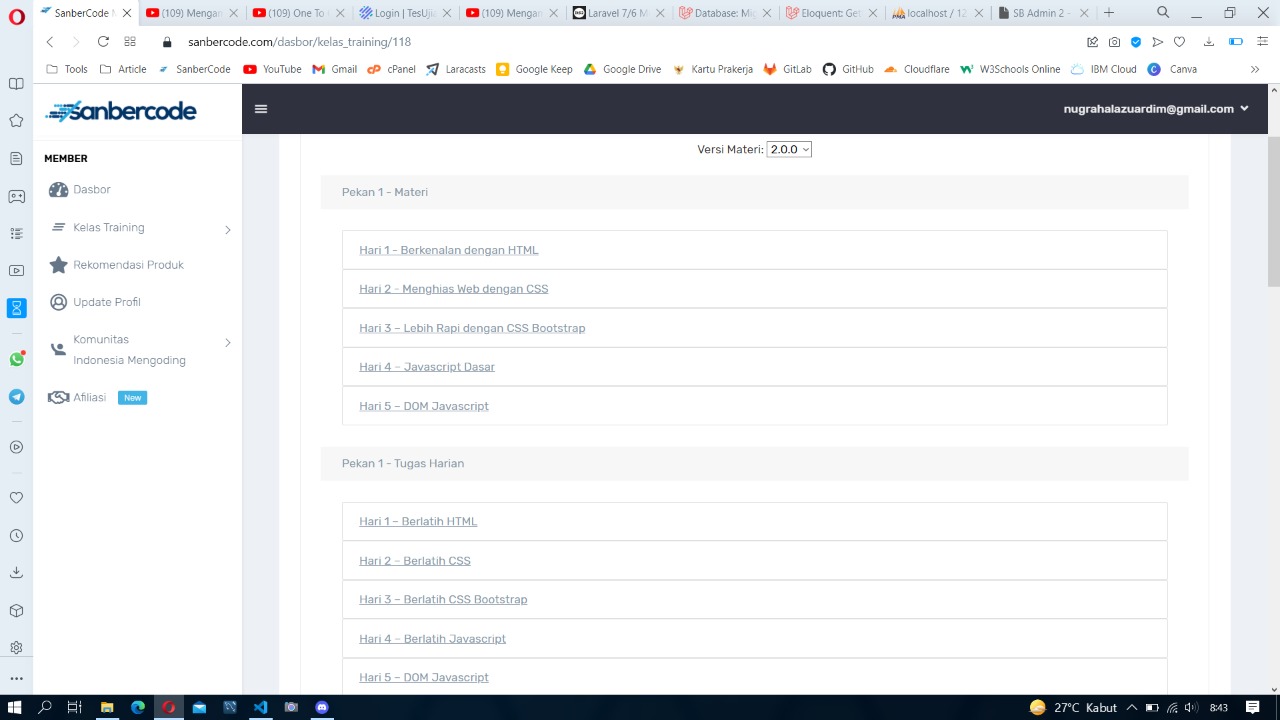 SanberCode |
(109) Mengan
(109) One To
Login | TesUjie
(109) Mengan
Laravel 7/6 M
Database: Mig
Eloquent: Get
localhost / 12
SB Admin 2 -
sanbercode.com/dasbor/kelas_training/118
Tools
Article
SanberCode
YouTube
Gmail
cPanel
Laracasts
Google Keep
Google Drive
Kartu Prakerja
GitLab
GitHub
Cloudflare
W3Schools Online
IBM Cloud
Canva
sanbercode
nugrahalazuardim@gmail.com
MEMBER
Dasbor
Kelas Training
Rekomendasi Produk
Update Profil
Komunitas
Indonesia Mengoding
Afiliasi New
Versi Materi: 2.0.0
Pekan 1 - Materi
Hari 1 - Berkenalan dengan HTML
Hari 2 - Menghias Web dengan CSS
Hari 3 – Lebih Rapi dengan CSS Bootstrap
Hari 4 – Javascript Dasar
Hari 5 – DOM Javascript
Pekan 1 - Tugas Harian
Hari 1 – Berlatih HTML
Hari 2 – Berlatih CSS
Hari 3 – Berlatih CSS Bootstrap
Hari 4 – Berlatih Javascript
Hari 5 – DOM Javascript
27°C Kabut
8:43